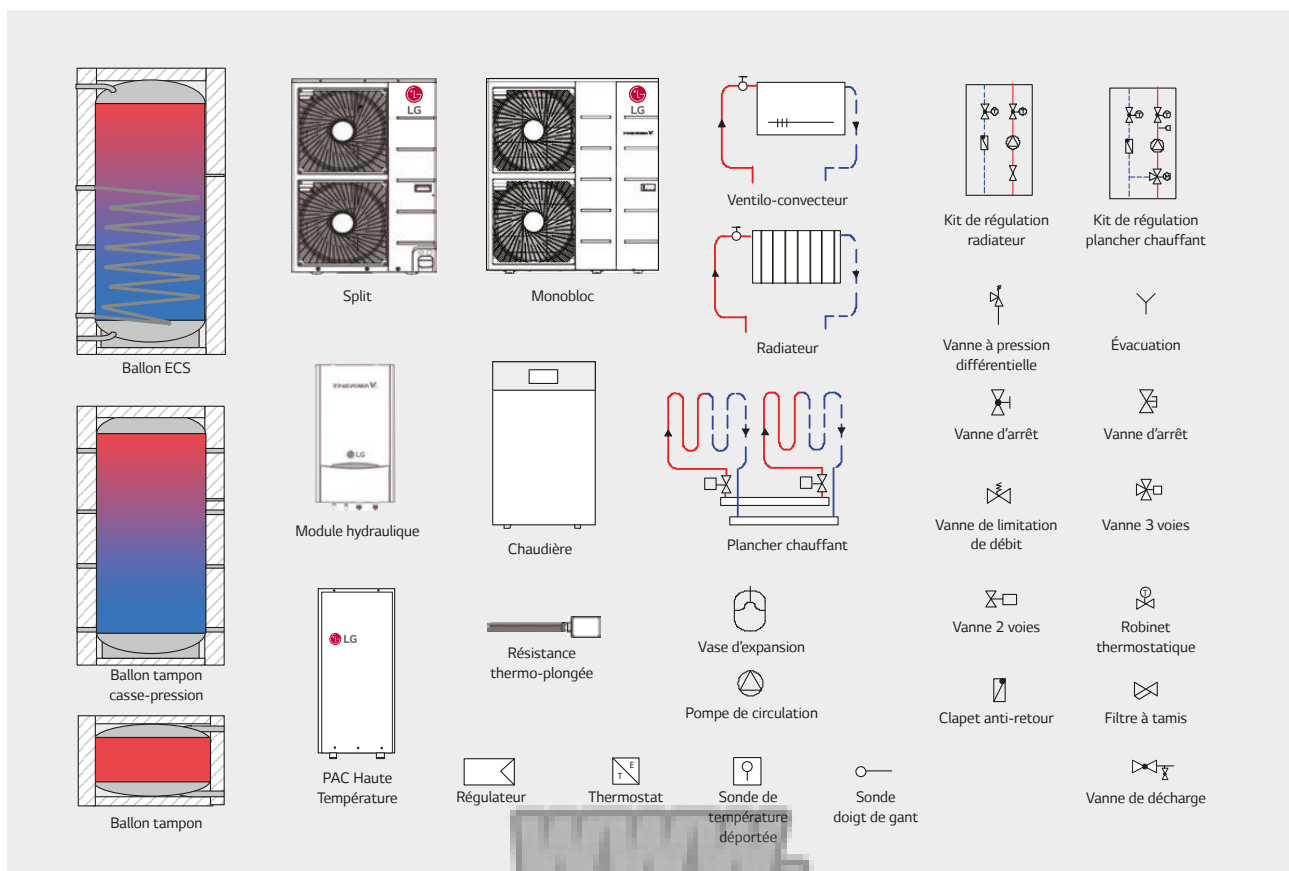 LG
LG
THERMA V.
Ventilo-convecteur
Kit de régulation
radiateur
Kit de régulation
plancher chauffant
Split
Monobloc
Radiateur
Vanne à pression
différentielle
Évacuation
Ballon ECS
THERMA V.
LG
Vanne d'arrêt
Vanne d'arrêt
Module hydraulique
Chaudière
Plancher chauffant
Vanne de limitation
de débit
Vanne 3 voies
LG
Résistance
thermo-plongée
Vase d'expansion
Vanne 2 voies
T
Robinet
thermostatique
Ballon tampon
casse-pression
Pompe de circulation
Clapet anti-retour
Filtre à tamis
PAC Haute
Température
Régulateur
E
T
Thermostat
Sonde de
température
déportée
Sonde
doigt de gant
Vanne de décharge
Ballon tampon
www.